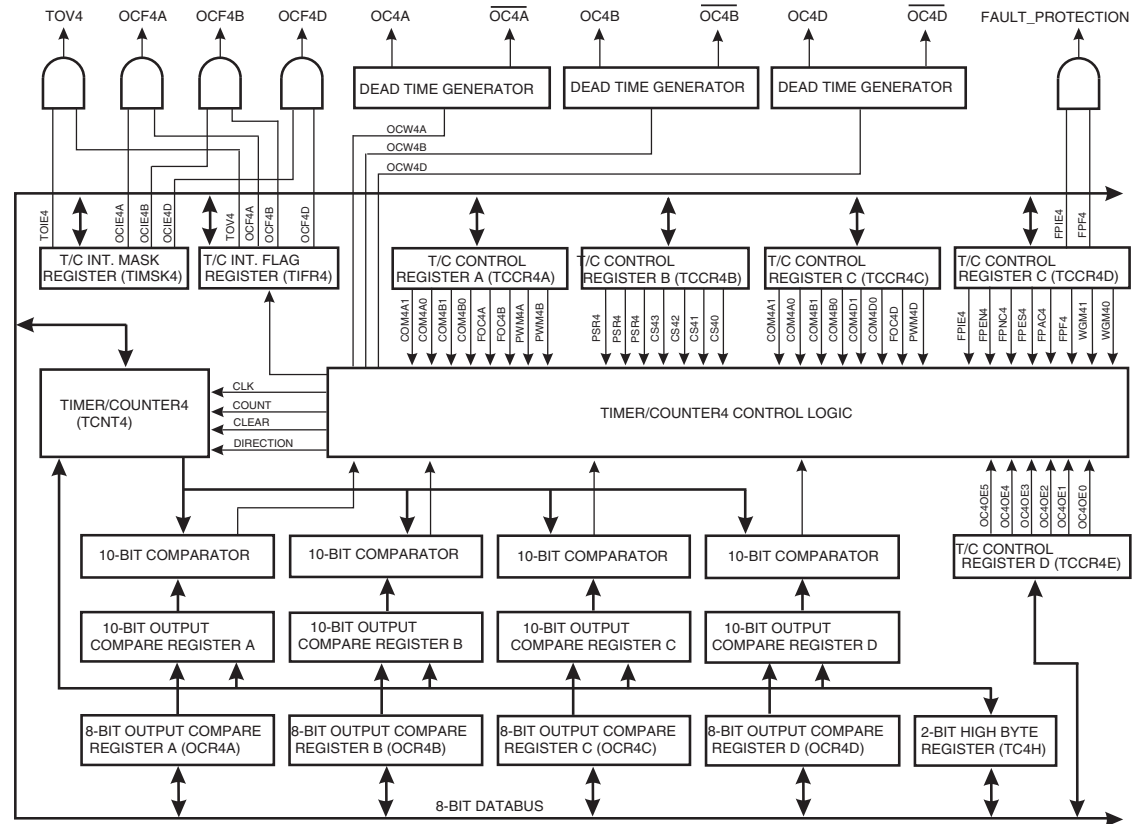 TOV4 OCF4A OCF4B OCF4D OC4A OC4A OC4B OC4B OC4D OC4D FAULT_PROTECTION
DEAD TIME GENERATOR DEAD TIME GENERATOR DEAD TIME GENERATOR
OCW4A
OCW4B
OCW4D
TOIE4 OCIE4A OCIE4B OCIE4D TOV4 OCF4A OCF4B OCF4D FPIE4 FPF4
T/C INT. MASK
REGISTER (TIMSK4)
T/C INT. FLAG
REGISTER (TIFR4)
T/C CONTROL
REGISTER A (TCCR4A)
T/C CONTROL
REGISTER B (TCCR4B)
T/C CONTROL
REGISTER C (TCCR4C)
T/C CONTROL
REGISTER C (TCCR4D)
COM4A1 COM4A0 COM4B1 COM4B0 FOC4A FOC4B PWM4A PWM4B
PSR4 PSR4 PSR4 CS43 CS42 CS41 CS40
COM4A1 COM4A0 COM4B1 COM4B0 COM4D1 COM4D0 FOC4D PWM4D
FPIE4 FPEN4 FPNC4 FPES4 FPAC4 FPF4 WGM41 WGM40
TIMER/COUNTER4
(TCNT4)
CLK
COUNT
CLEAR
DIRECTION
TIMER/COUNTER4 CONTROL LOGIC
OC4OE5 OC4OE4 OC4OE3 OC4OE2 OC4OE1 OC4OE0
10-BIT COMPARATOR 10-BIT COMPARATOR 10-BIT COMPARATOR 10-BIT COMPARATOR
T/C CONTROL
REGISTER D (TCCR4E)
10-BIT OUTPUT
COMPARE REGISTER A
10-BIT OUTPUT
COMPARE REGISTER B
10-BIT OUTPUT
COMPARE REGISTER C
10-BIT OUTPUT
COMPARE REGISTER D
8-BIT OUTPUT COMPARE
REGISTER A (OCR4A)
8-BIT OUTPUT COMPARE
REGISTER B (OCR4B)
8-BIT OUTPUT COMPARE
REGISTER C (OCR4C)
8-BIT OUTPUT COMPARE
REGISTER D (OCR4D)
2-BIT HIGH BYTE
REGISTER (TC4H)
8-BIT DATABUS